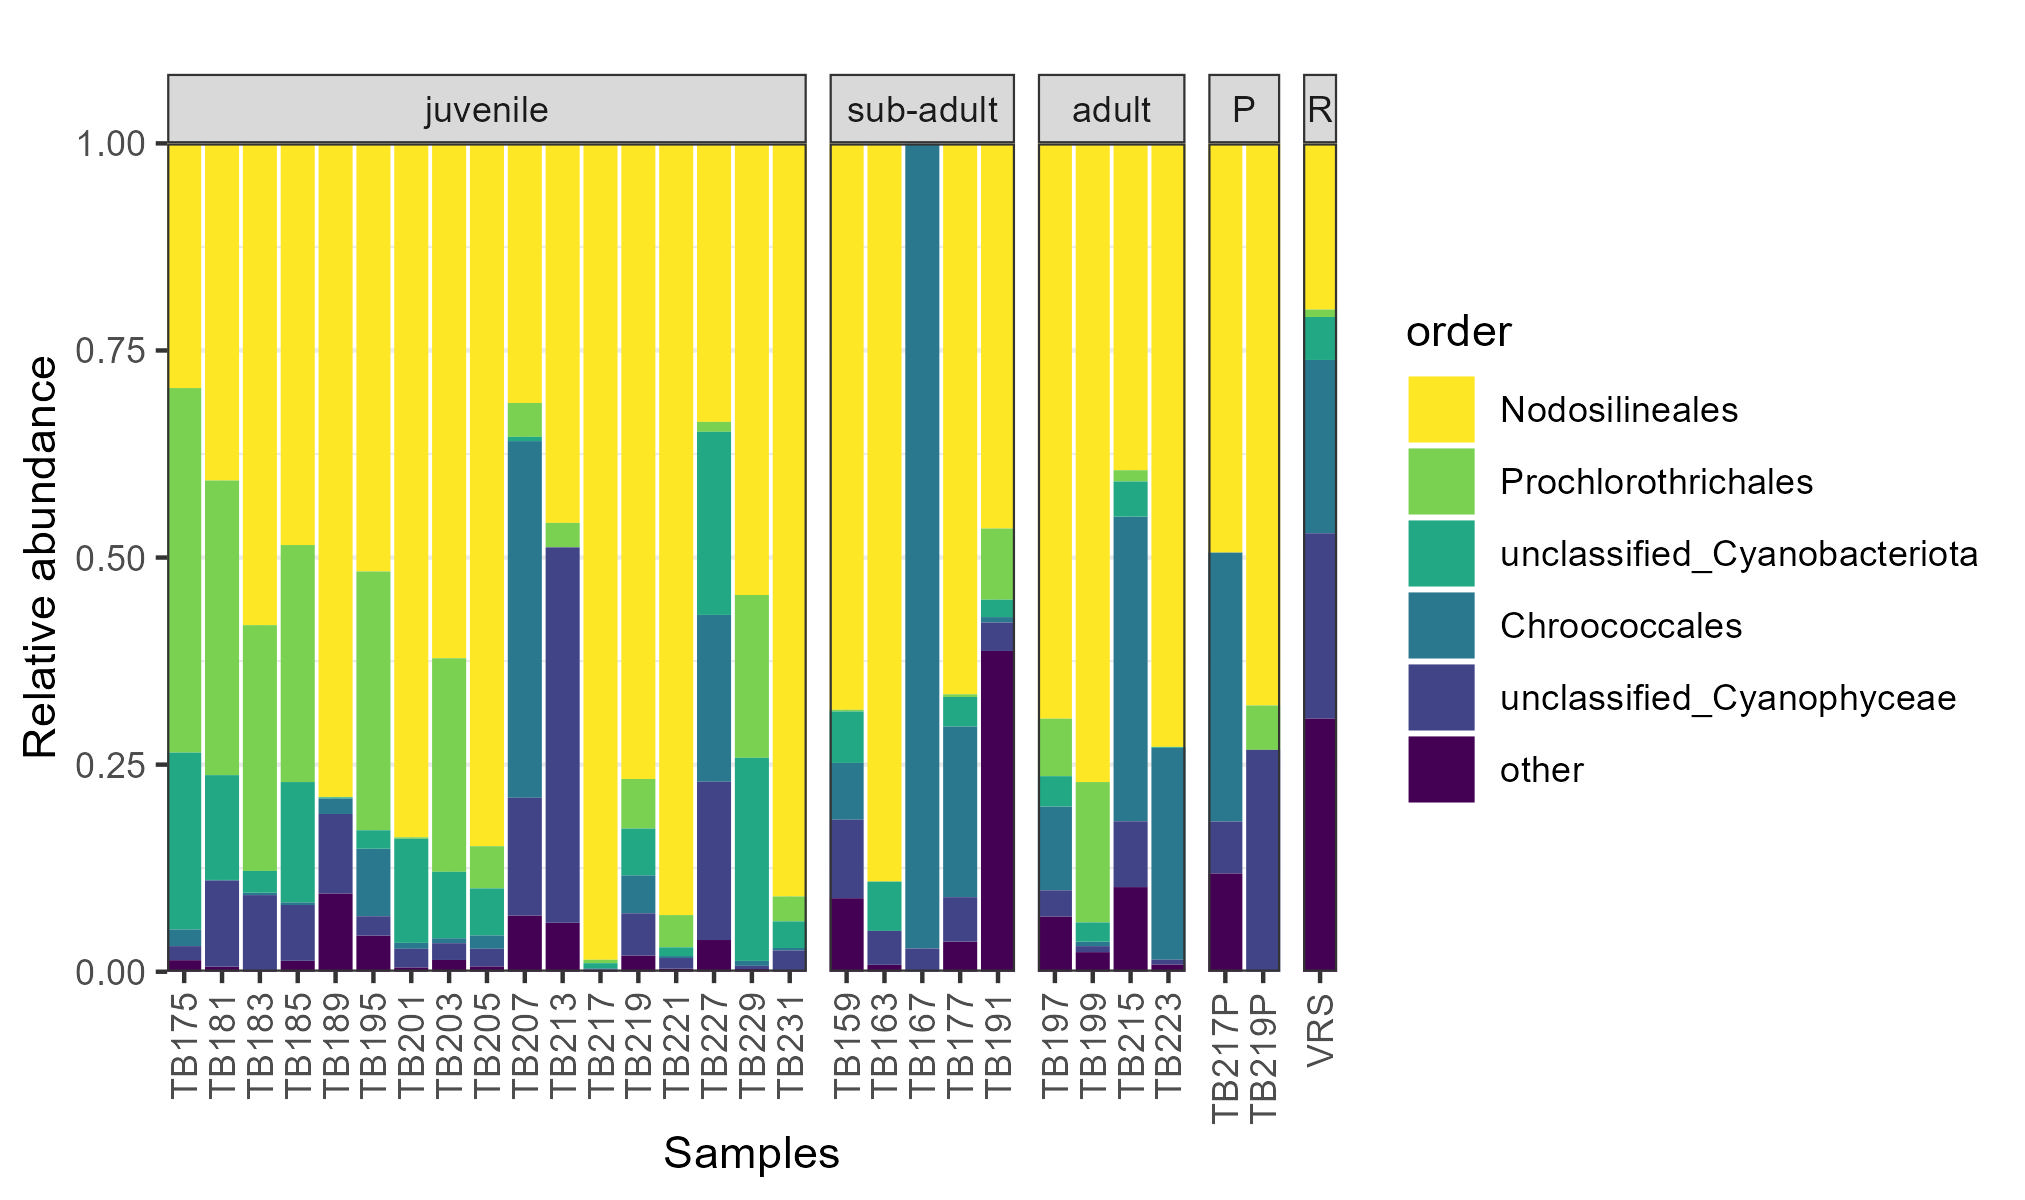 juvenile sub-adult adult P R
1.00
0.75
0.50
0.25
0.00
Relative abundance
TB175 TB181 TB183 TB185 TB189 TB195 TB201 TB203 TB205 TB207 TB213 TB217 TB219 TB221 TB227 TB229 TB231 TB159 TB163 TB167 TB177 TB191 TB197 TB199 TB215 TB223 TB217P TB219P VRS
Samples
order
Nodosilineales
Prochlorothrichales
unclassified_Cyanobacteriota
Chroococcales
unclassified_Cyanophyceae
other